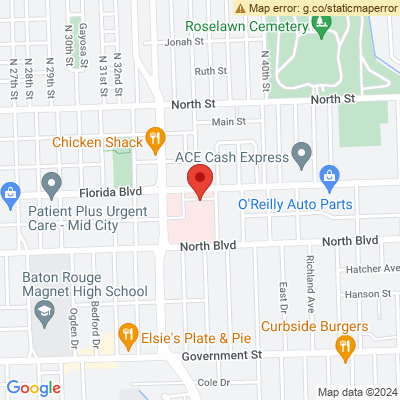 Map error: g.co/staticmaperror
Roselawn Cemetery
Gayosa St
N 30th St
N 27th St
N 28th St
N 29th St
N 31st St
N 32nd St
Jonah St
Ruth St
N 40th St
North St
North St
Main St
Chicken Shack
ACE Cash Express
Florida Blvd
O'Reilly Auto Parts
Patient Plus Urgent
Care - Mid City
North Blvd
North Blvd
Baton Rouge
Magnet High School
Hatcher Ave
Hanson St
Richland Ave
East Dr
Ogden Dr
Bedford Dr
Elsie's Plate & Pie
Curbside Burgers
Government St
Cole Dr
Google
Map data ©2024